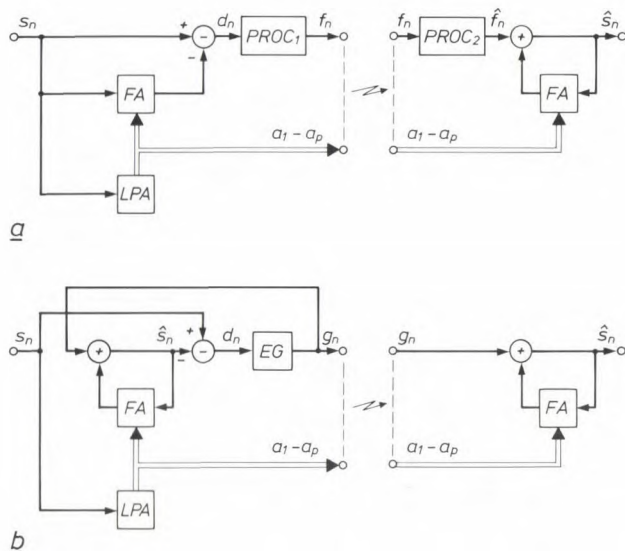 sₙ + − dₙ PROC₁ fₙ fₙ PROC₂ f̂ₙ + ŝₙ
−
FA FA
a₁ – aₚ a₁ – aₚ
LPA
a
sₙ + ŝₙ + − dₙ EG gₙ gₙ + ŝₙ
−
FA FA
a₁ – aₚ a₁ – aₚ
LPA
b